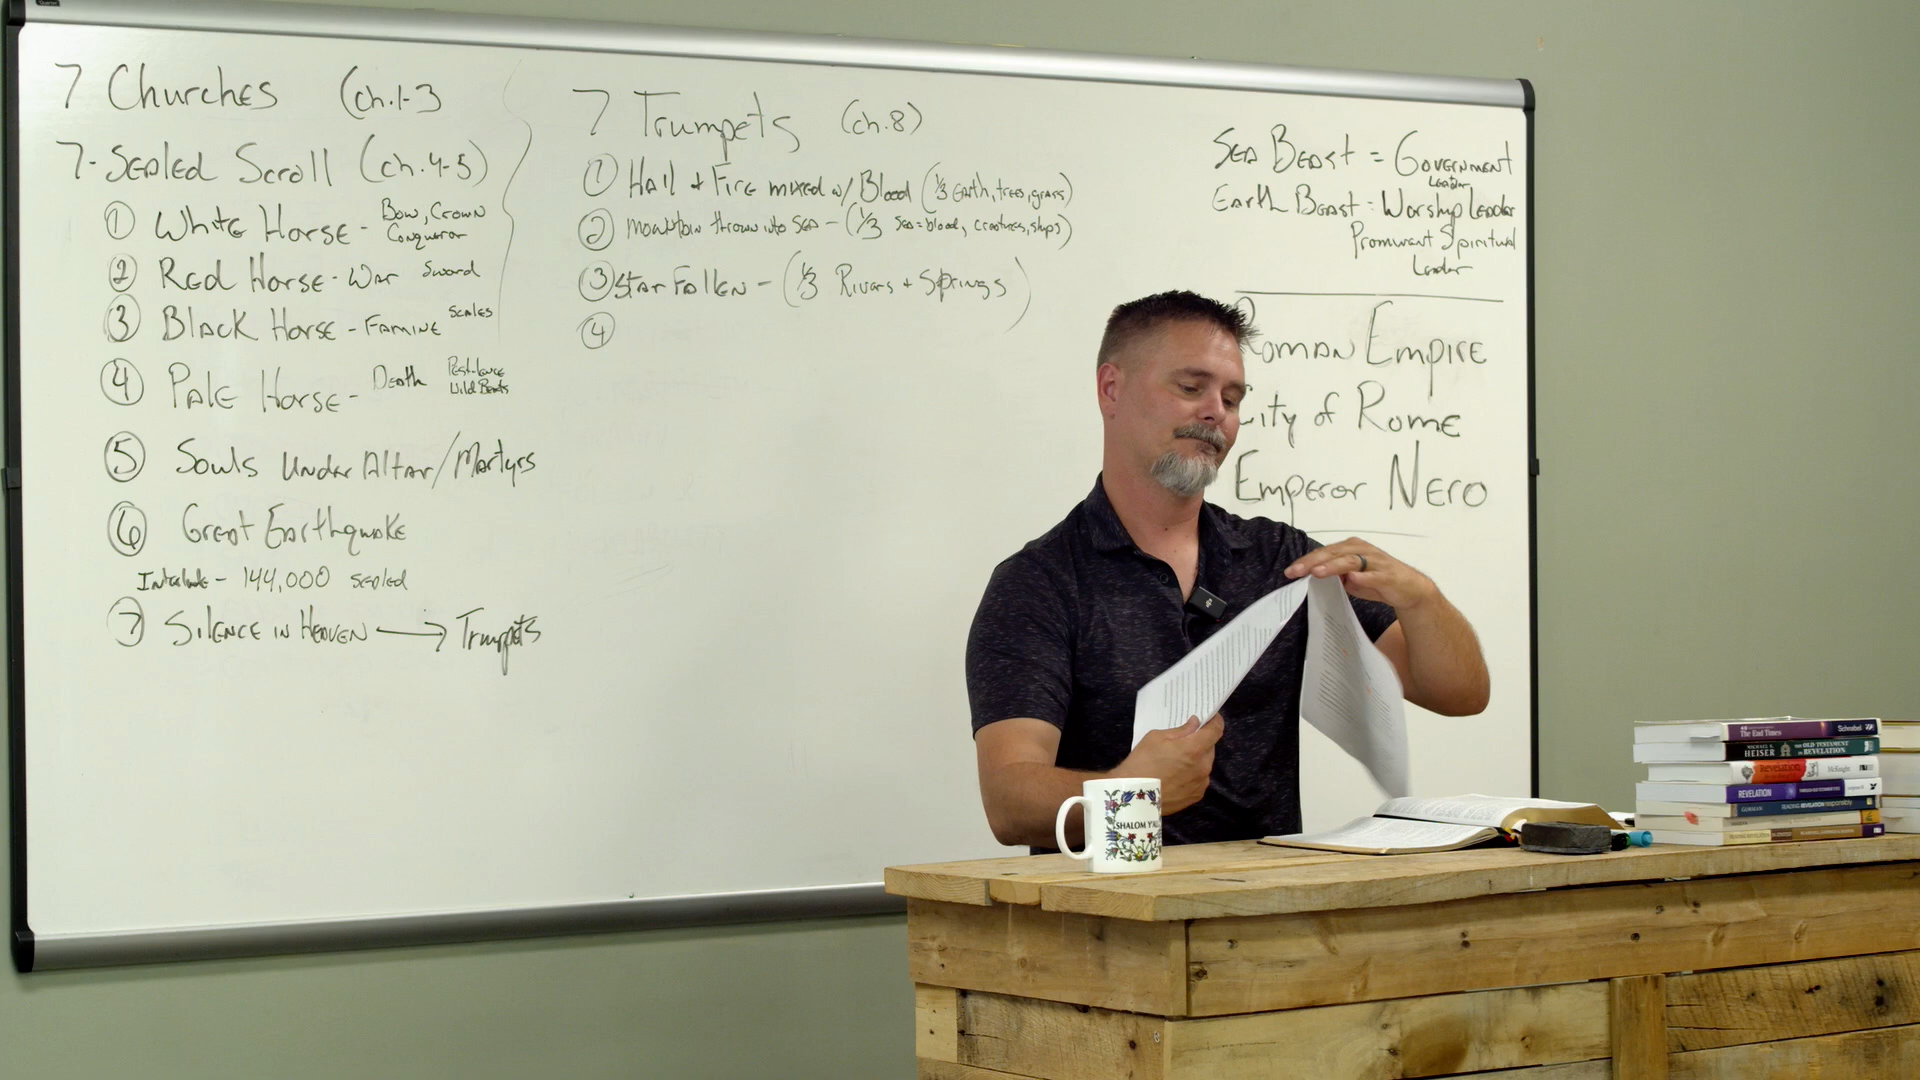 7 Churches (ch.1-3
7-Sealed Scroll (ch.4-5)
① White Horse - Bow, Crown
Conqueror
② Red Horse - War Sword
③ Black Horse - Famine Scales
④ Pale Horse - Death Pestilence
Wild Beasts
⑤ Souls Under Altar/Martyrs
⑥ Great Earthquake
Interlude - 144,000 sealed
⑦ Silence in Heaven → Trumpets
7 Trumpets (ch.8)
① Hail + Fire mixed w/ Blood (1/3 Earth, trees, grass)
② Mountain thrown into Sea - (1/3 sea=blood, creatures, ships)
③ Star Fallen - (1/3 Rivers + Springs)
④
Sea Beast = Government
Leader
Earth Beast = Worship Leader
Prominent Spiritual
Leader
Roman Empire
City of Rome
Emperor Nero
SHALOM Y'ALL
The End Times Schnabel
MICHAEL S. HEISER THE OLD TESTAMENT IN REVELATION
Revelation McKnight
REVELATION
GORMAN READING REVELATION responsibly